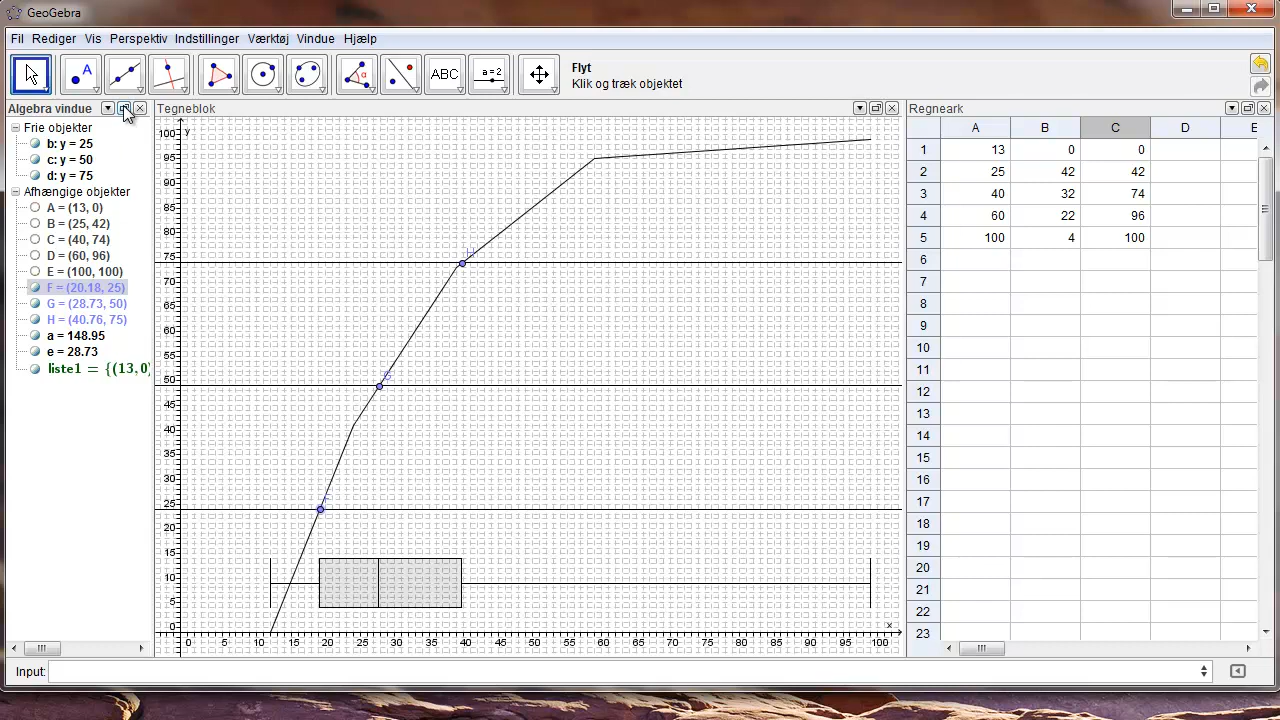 GeoGebra
Fil Rediger Vis Perspektiv Indstillinger Værktøj Vindue Hjælp
A
α
ABC
a=2
Flyt
Klik og træk objektet
Algebra vindue
Frie objekter
b: y = 25
c: y = 50
d: y = 75
Afhængige objekter
A = (13, 0)
B = (25, 42)
C = (40, 74)
D = (60, 96)
E = (100, 100)
F = (20.18, 25)
G = (28.73, 50)
H = (40.76, 75)
a = 148.95
e = 28.73
liste1 = {(13,0)
Tegneblok
y
100
95
90
85
80
75
70
65
60
55
50
45
40
35
30
25
20
15
10
5
0
H
G
F
x
0 5 10 15 20 25 30 35 40 45 50 55 60 65 70 75 80 85 90 95 100
Regneark
A B C D E
1 13 0 0
2 25 42 42
3 40 32 74
4 60 22 96
5 100 4 100
6
7
8
9
10
11
12
13
14
15
16
17
18
19
20
21
22
23
Input: